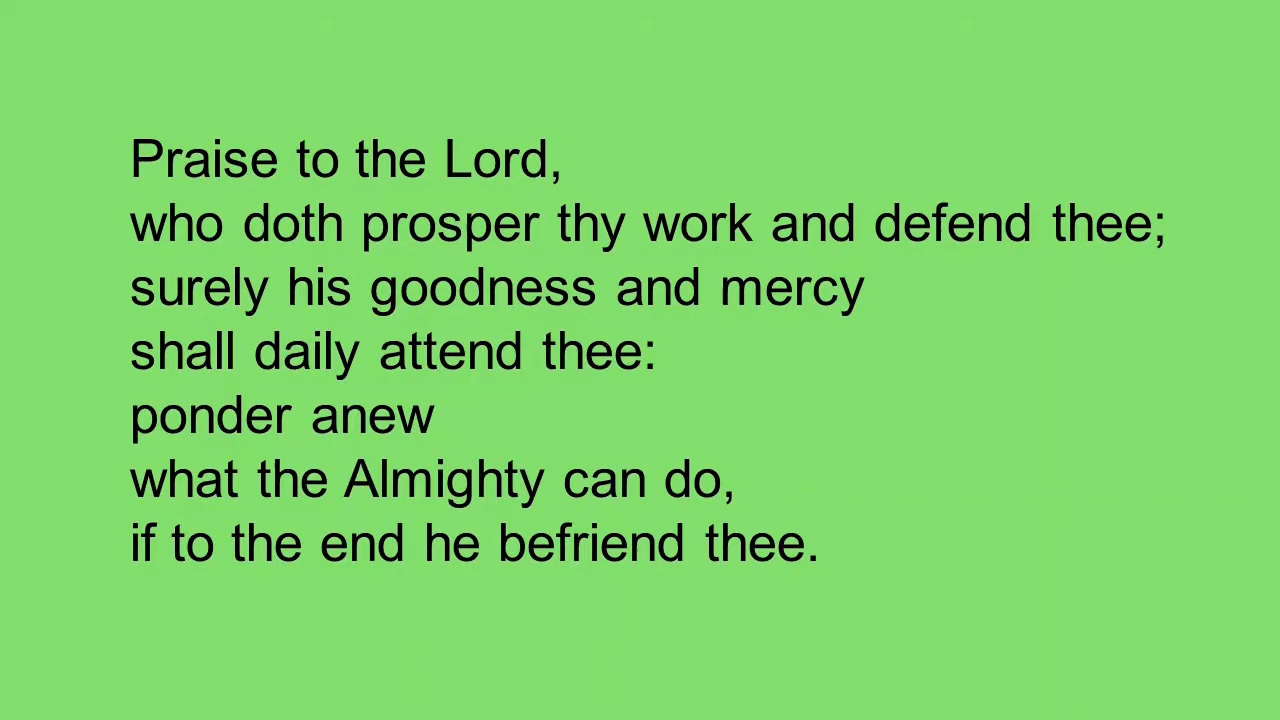 Praise to the Lord,
who doth prosper thy work and defend thee;
surely his goodness and mercy
shall daily attend thee:
ponder anew
what the Almighty can do,
if to the end he befriend thee.